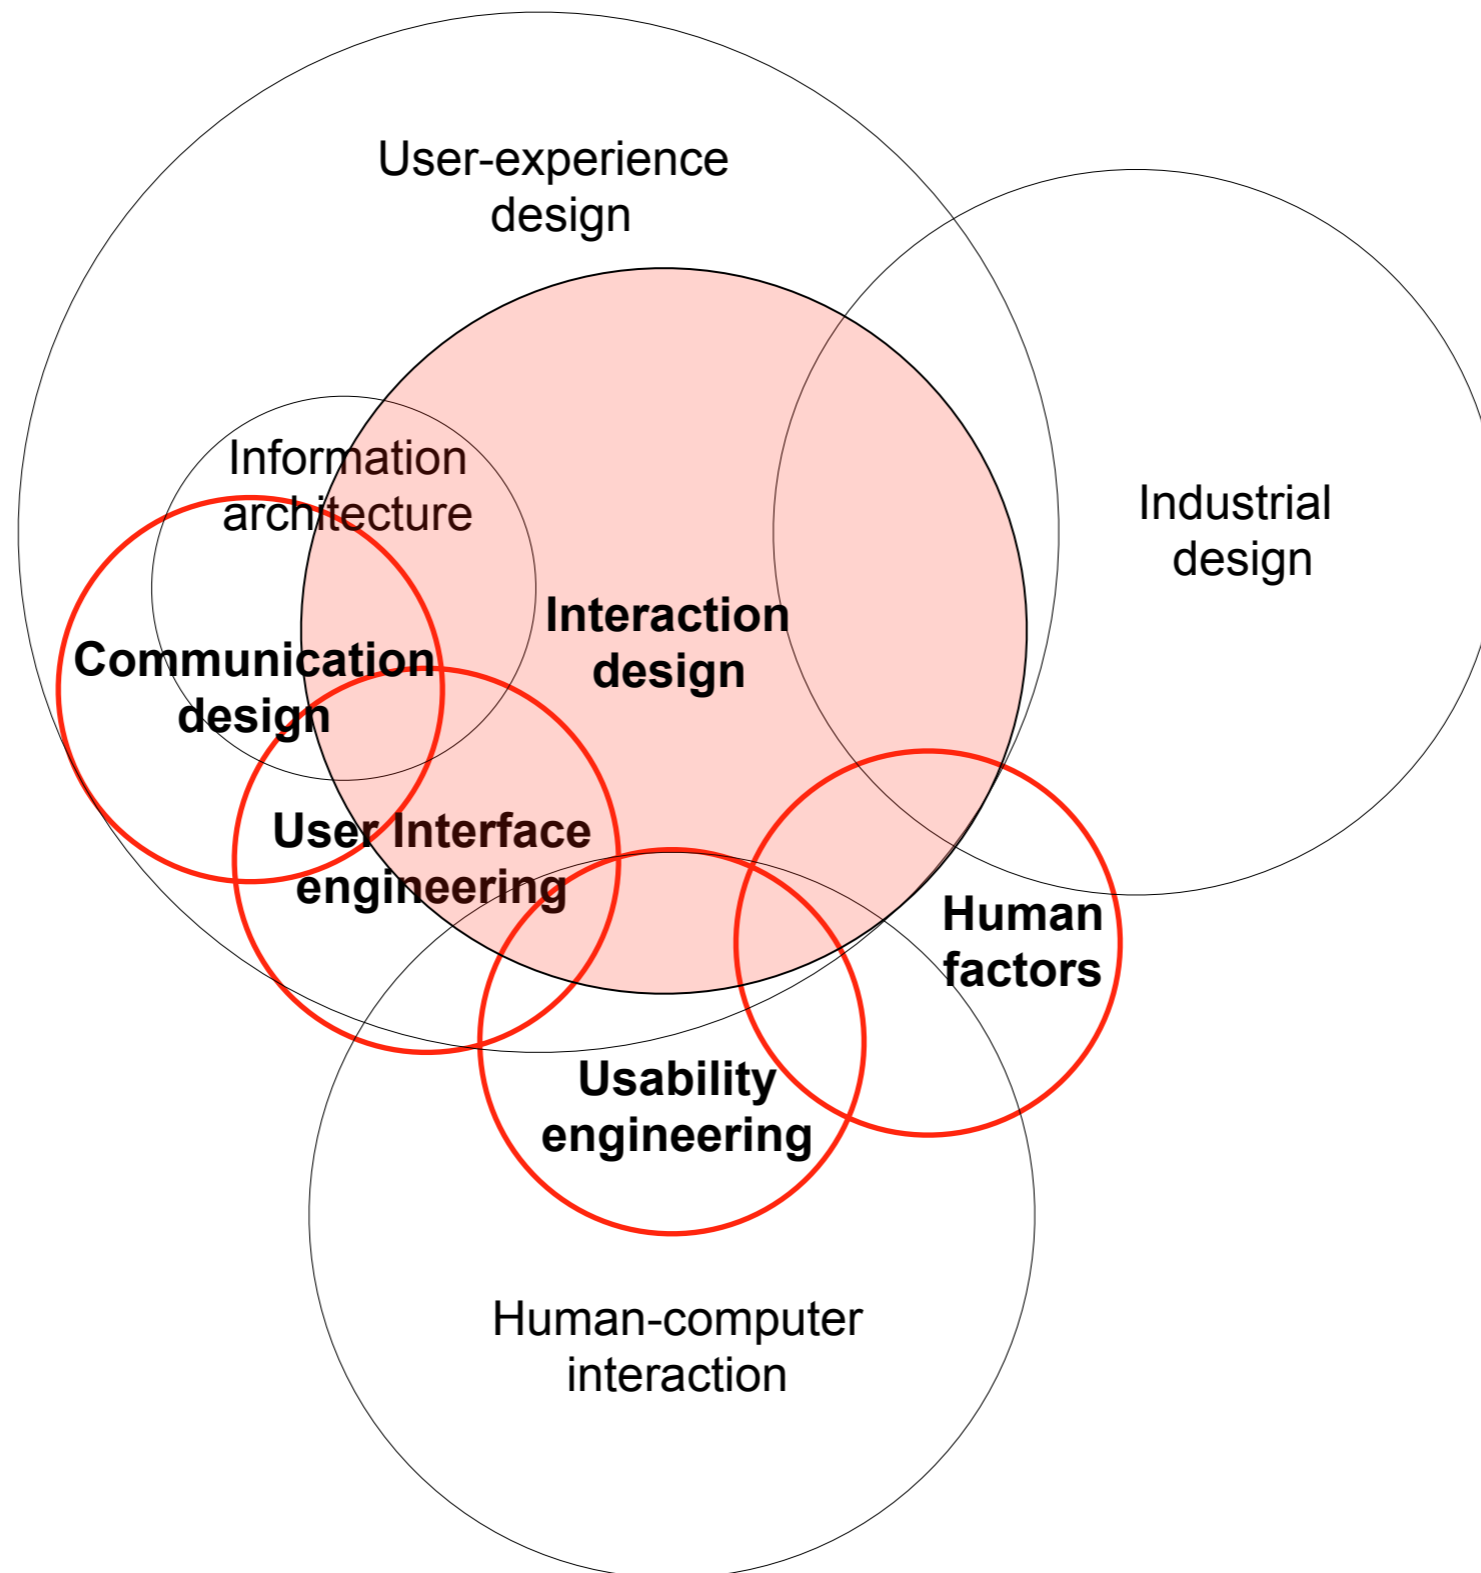 User-experience
design
Information
architecture
Industrial
design
Interaction
design
Communication
design
User Interface
engineering
Human
factors
Usability
engineering
Human-computer
interaction